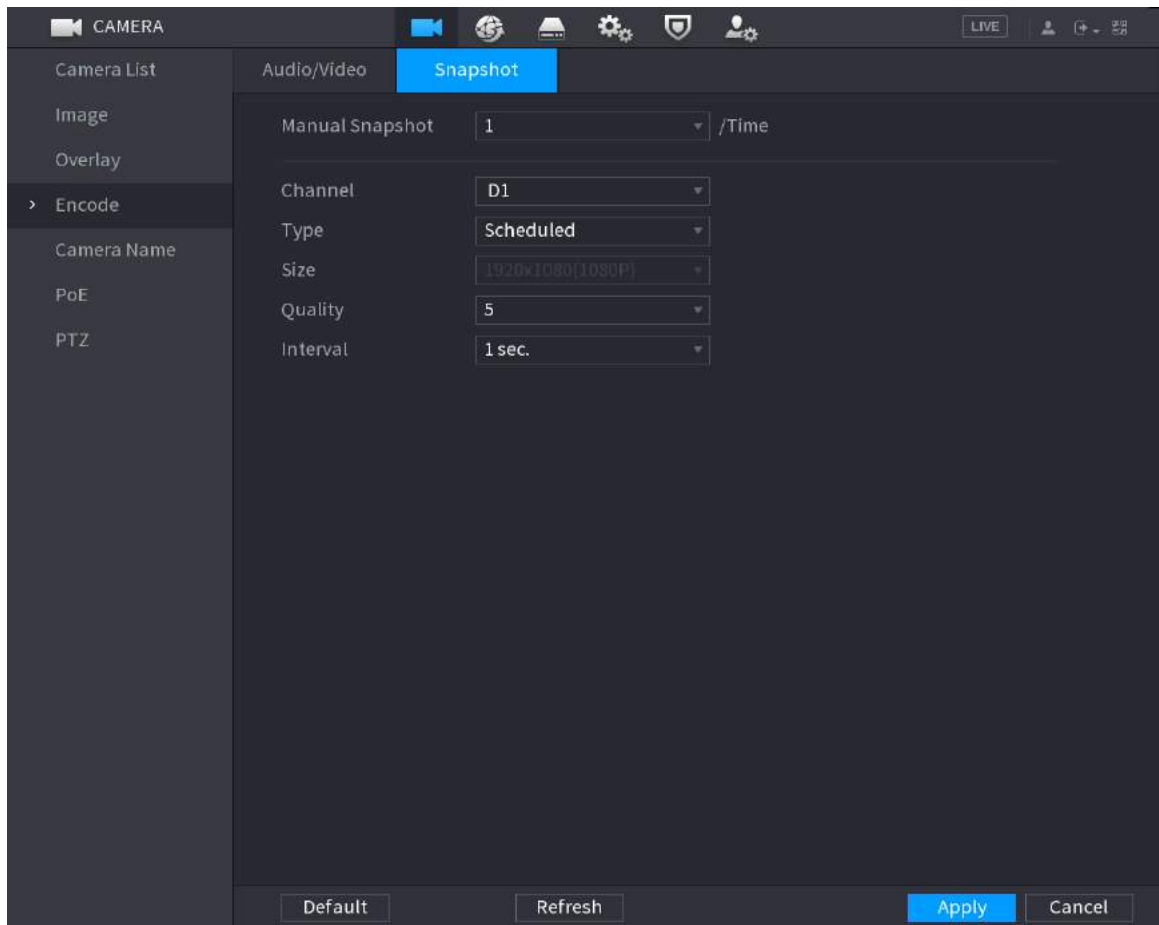 CAMERA LIVE
Camera List Audio/Video Snapshot
Image Manual Snapshot 1 /Time
Overlay
Encode Channel D1
Type Scheduled
Camera Name Size 1920x1080(1080P)
PoE Quality 5
PTZ Interval 1 sec.
Default Refresh Apply Cancel